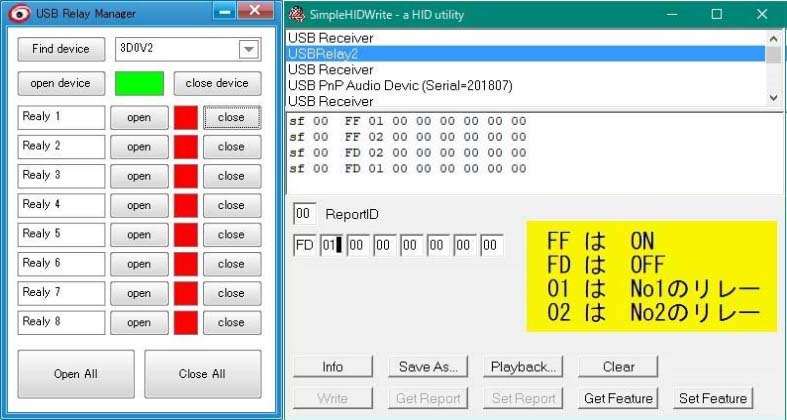 USB Relay Manager
Find device 3D0V2
open device close device
Realy 1 open close
Realy 2 open close
Realy 3 open close
Realy 4 open close
Realy 5 open close
Realy 6 open close
Realy 7 open close
Realy 8 open close
Open All Close All
SimpleHIDWrite - a HID utility
USB Receiver
USBRelay2
USB Receiver
USB PnP Audio Devic (Serial=201807)
USB Receiver
sf 00 FF 01 00 00 00 00 00 00
sf 00 FF 02 00 00 00 00 00 00
sf 00 FD 02 00 00 00 00 00 00
sf 00 FD 01 00 00 00 00 00 00
00 ReportID
FD 01 00 00 00 00 00 00
FF は ON
FD は OFF
01 は No1のリレー
02 は No2のリレー
Info Save As... Playback... Clear
Write Get Report Set Report Get Feature Set Feature